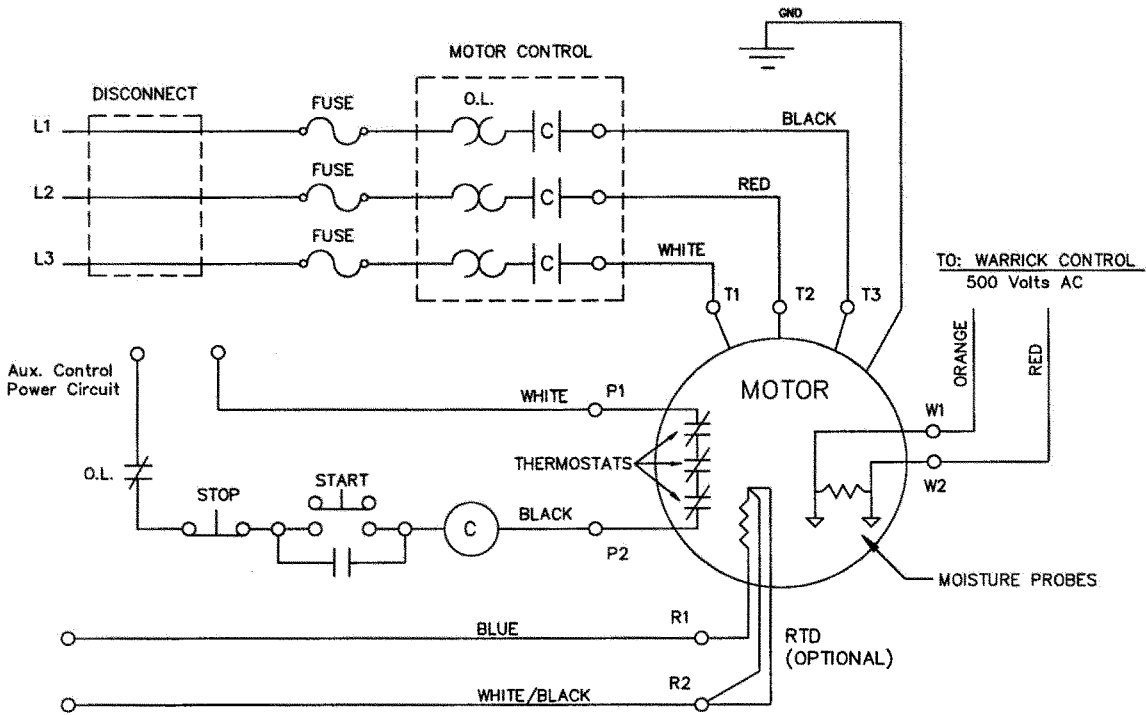 GND
MOTOR CONTROL
DISCONNECT
FUSE
O.L.
L1
C
BLACK
FUSE
L2
C
RED
FUSE
L3
C
WHITE
TO: WARRICK CONTROL
500 Volts AC
T1
T2
T3
ORANGE
RED
Aux. Control
Power Circuit
WHITE
P1
MOTOR
W1
O.L.
THERMOSTATS
W2
STOP
START
C
BLACK
P2
MOISTURE PROBES
BLUE
R1
RTD
(OPTIONAL)
WHITE/BLACK
R2